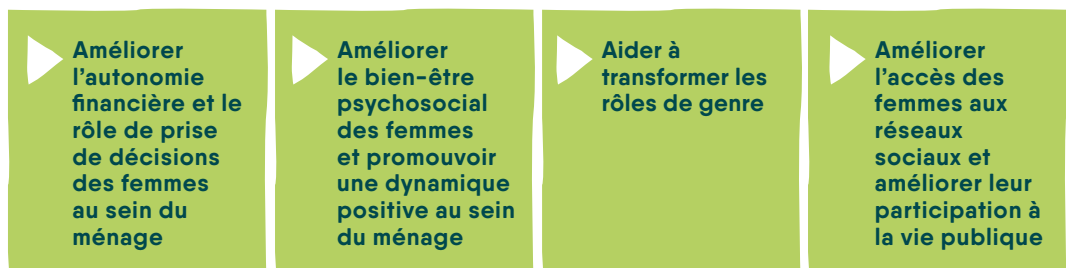 Améliorer
l’autonomie
financière et le
rôle de prise
de décisions
des femmes
au sein du
ménage
Améliorer
le bien-être
psychosocial
des femmes
et promouvoir
une dynamique
positive au sein
du ménage
Aider à
transformer les
rôles de genre
Améliorer
l’accès des
femmes aux
réseaux
sociaux et
améliorer leur
participation à
la vie publique